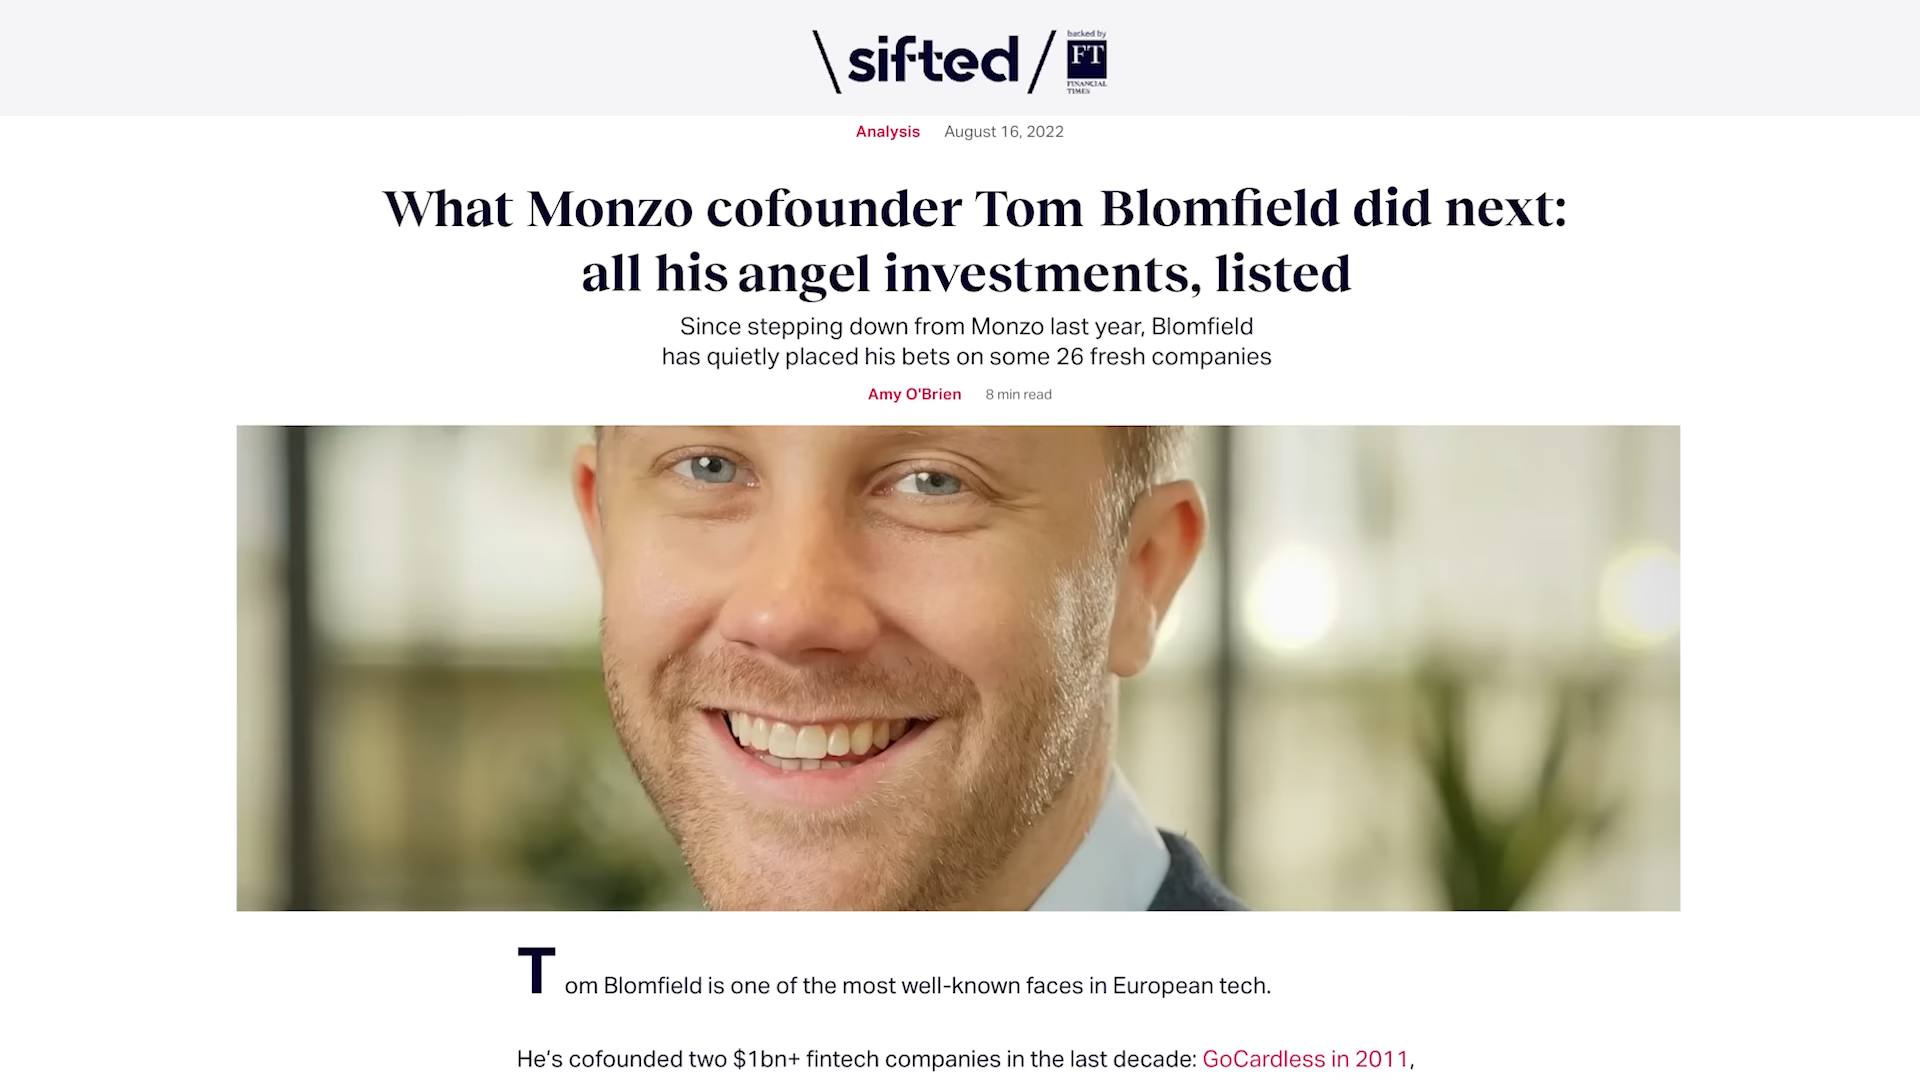 \sifted/
backed by
FT
FINANCIAL
TIMES
Analysis August 16, 2022
What Monzo cofounder Tom Blomfield did next:
all his angel investments, listed
Since stepping down from Monzo last year, Blomfield
has quietly placed his bets on some 26 fresh companies
Amy O'Brien 8 min read
Tom Blomfield is one of the most well-known faces in European tech.
He's cofounded two $1bn+ fintech companies in the last decade: GoCardless in 2011,